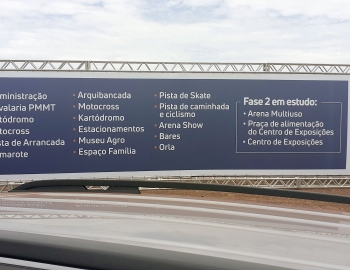 ministração
valaria PMMT
tódromo
tocross
sta de Arrancada
marote
• Arquibancada
• Motocross
• Kartódromo
• Estacionamentos
• Museu Agro
• Espaço Família
• Pista de Skate
• Pista de caminhada
e ciclismo
• Arena Show
• Bares
• Orla
Fase 2 em estudo:
• Arena Multiuso
• Praça de alimentação
do Centro de Exposições
• Centro de Exposições